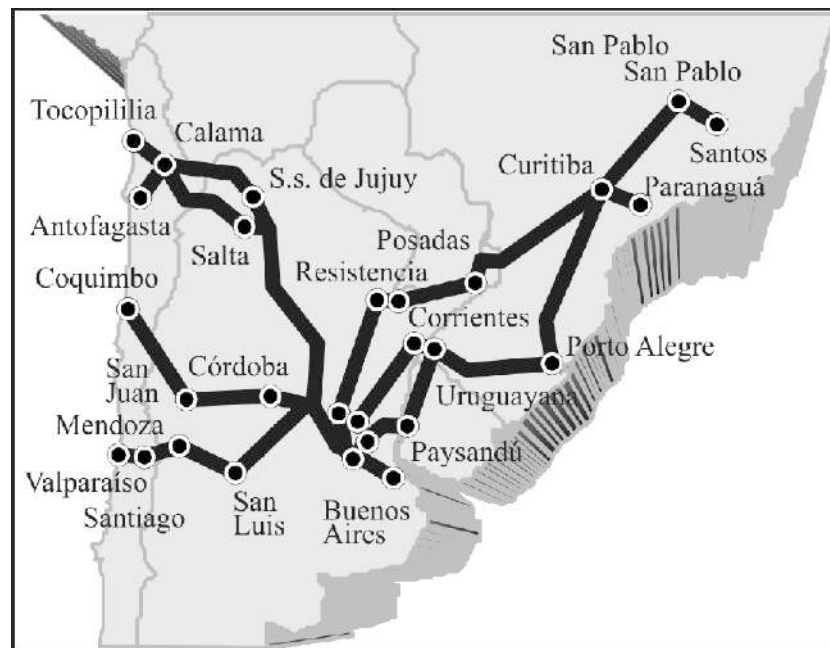 San Pablo
San Pablo
Tocopililia
Calama
Santos
Curitiba
S.s. de Jujuy
Paranaguá
Antofagasta
Posadas
Salta
Resistencia
Coquimbo
Corrientes
Porto Alegre
San
Juan
Córdoba
Uruguayana
Mendoza
Paysandú
Valparaíso
San
Luis
Santiago
Buenos
Aires